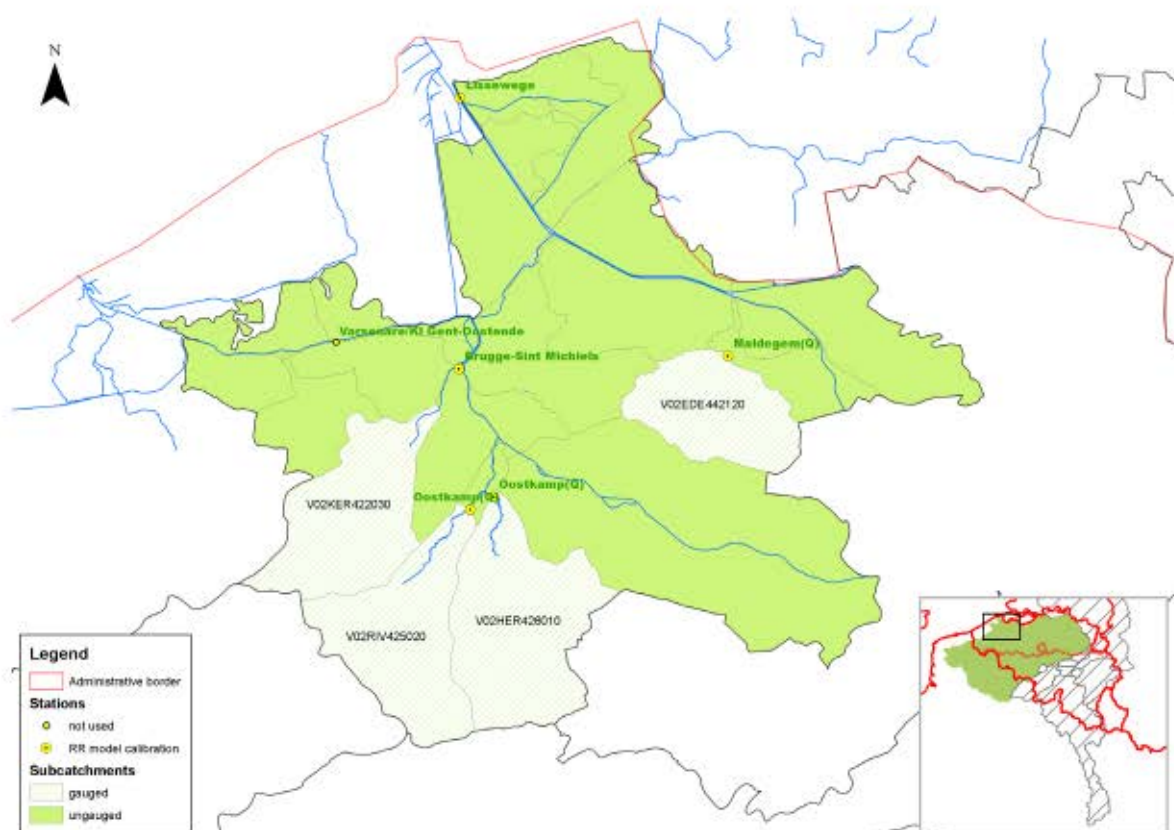 N
Lissewege
Varsenare/Kl Gent-Oostende
Brugge-Sint Michiels
Maldegem(Q)
V02EDE442120
Oostkamp(Q)
Oostkamp(Q)
V02KER422030
V02RIV425020
V02HER426010
Legend
Administrative border
Stations
not used
RR model calibration
Subcatchments
gauged
ungauged